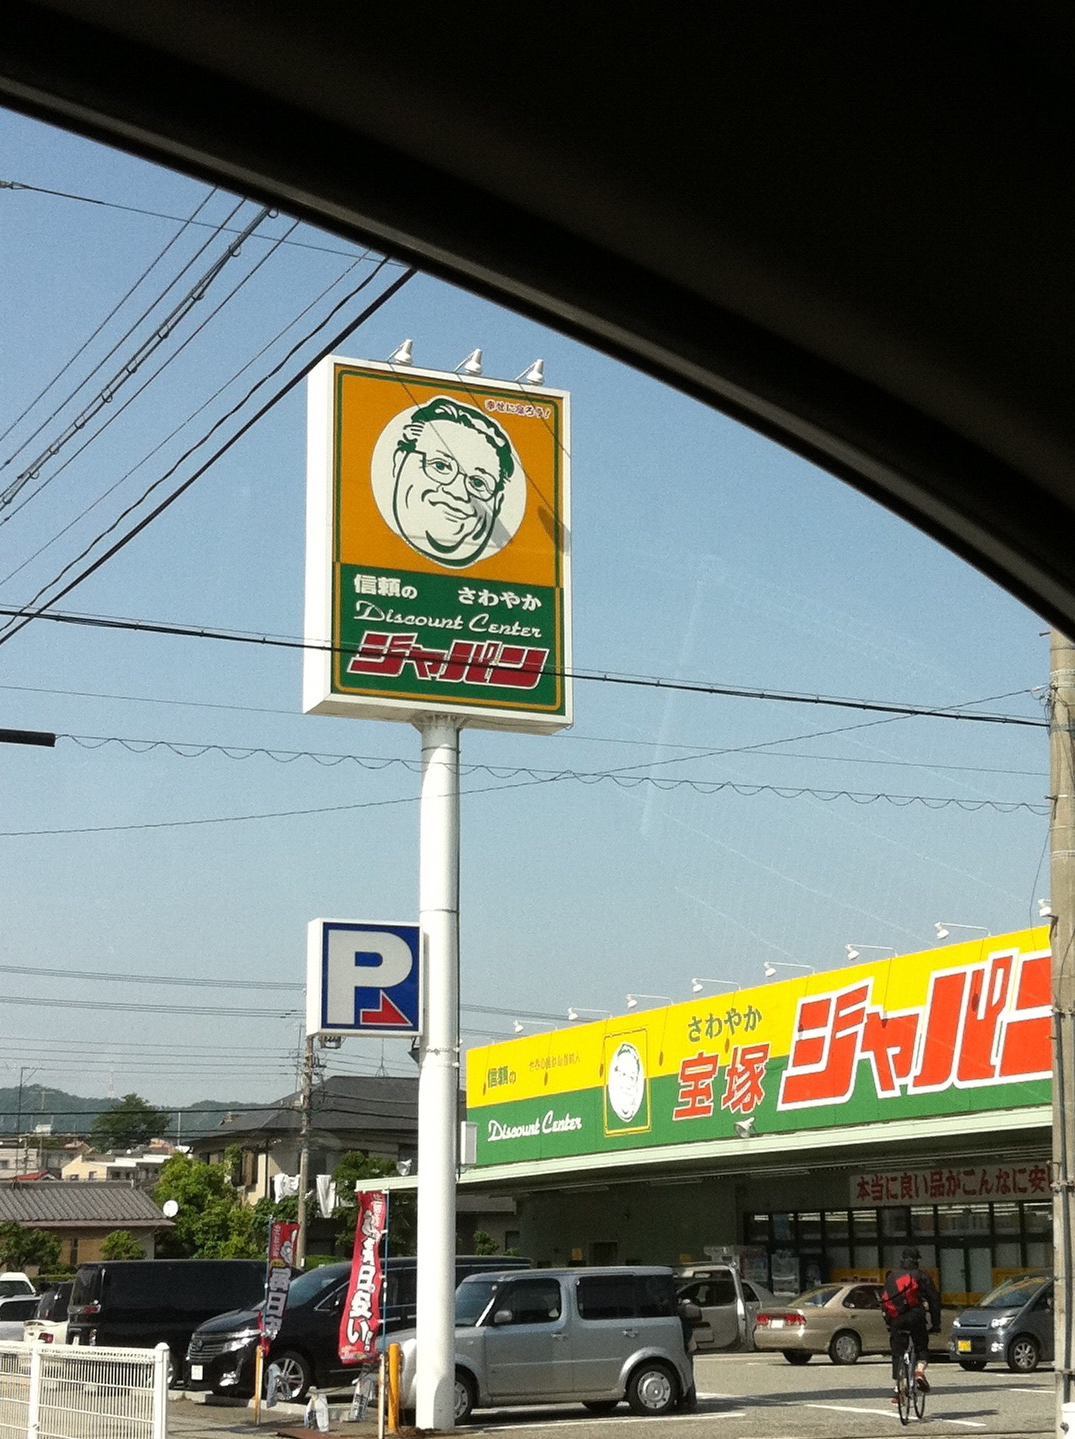 幸せになろう!
信頼の さわやか
Discount Center
ジャパン
P
さわやか
信頼の
宝塚 ジャパン
Discount Center
本当に良い品がこんなに安い
毎日安い!!